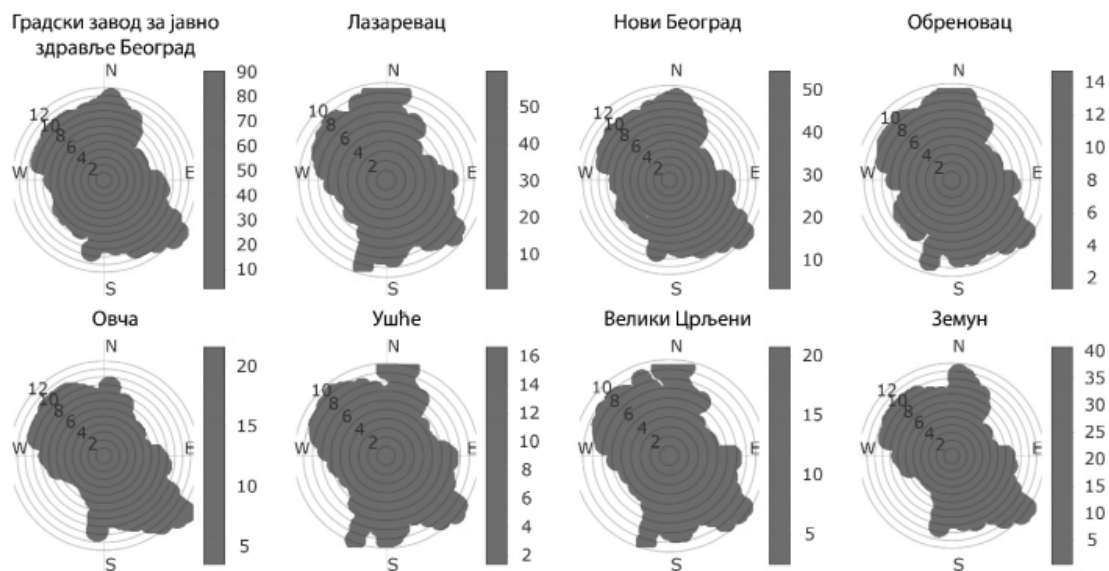 Градски завод за јавно
здравље Београд
Лазаревац
Нови Београд
Обреновац
N
90
80
70
60
50
40
30
20
10
12
10
8
6
4
2
W
E
S
N
50
40
30
20
10
10
8
6
4
2
W
E
S
N
50
40
30
20
10
12
10
8
6
4
2
W
E
S
N
14
12
10
8
6
4
2
10
8
6
4
2
W
E
S
Овча
Ушће
Велики Црљени
Земун
N
20
15
10
5
12
10
8
6
4
2
W
E
S
N
16
14
12
10
8
6
4
2
10
8
6
4
2
W
E
S
N
20
15
10
5
10
8
6
4
2
W
E
S
N
40
35
30
25
20
15
10
5
12
10
8
6
4
2
W
E
S